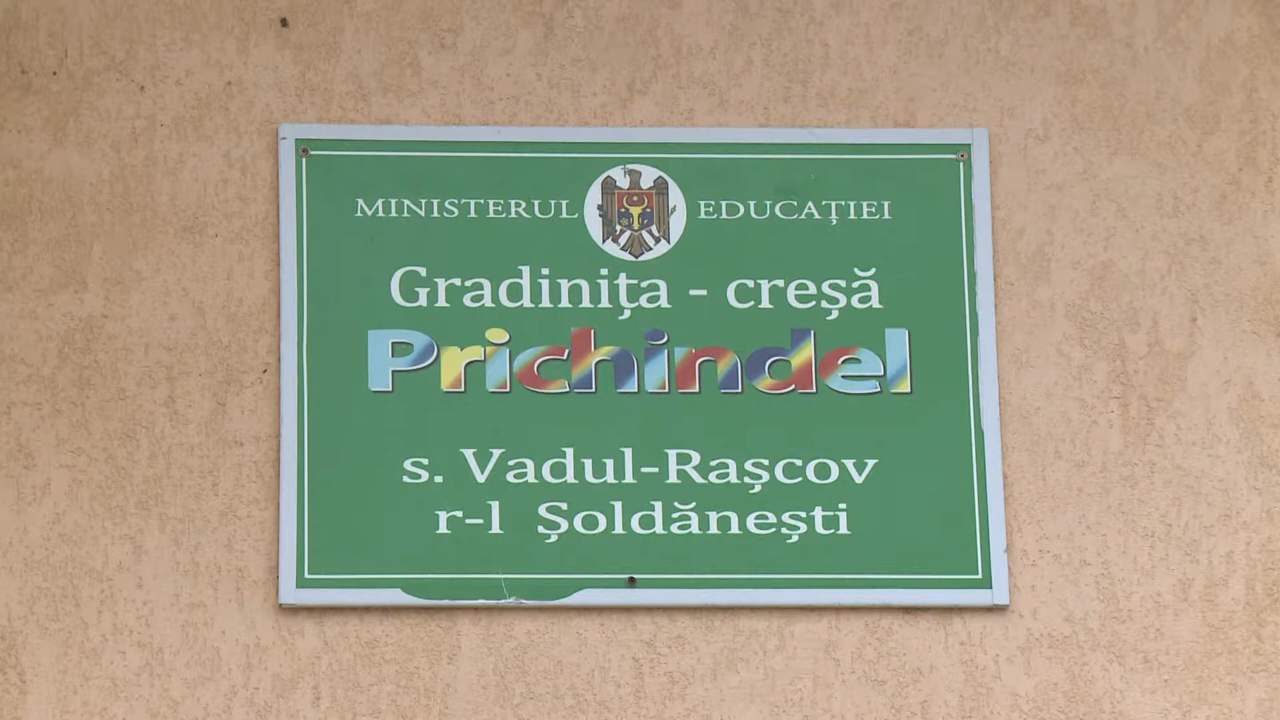 MINISTERUL EDUCAȚIEI
Gradinița - creșă
Prichindel
s. Vadul-Rașcov
r-l Șoldănești